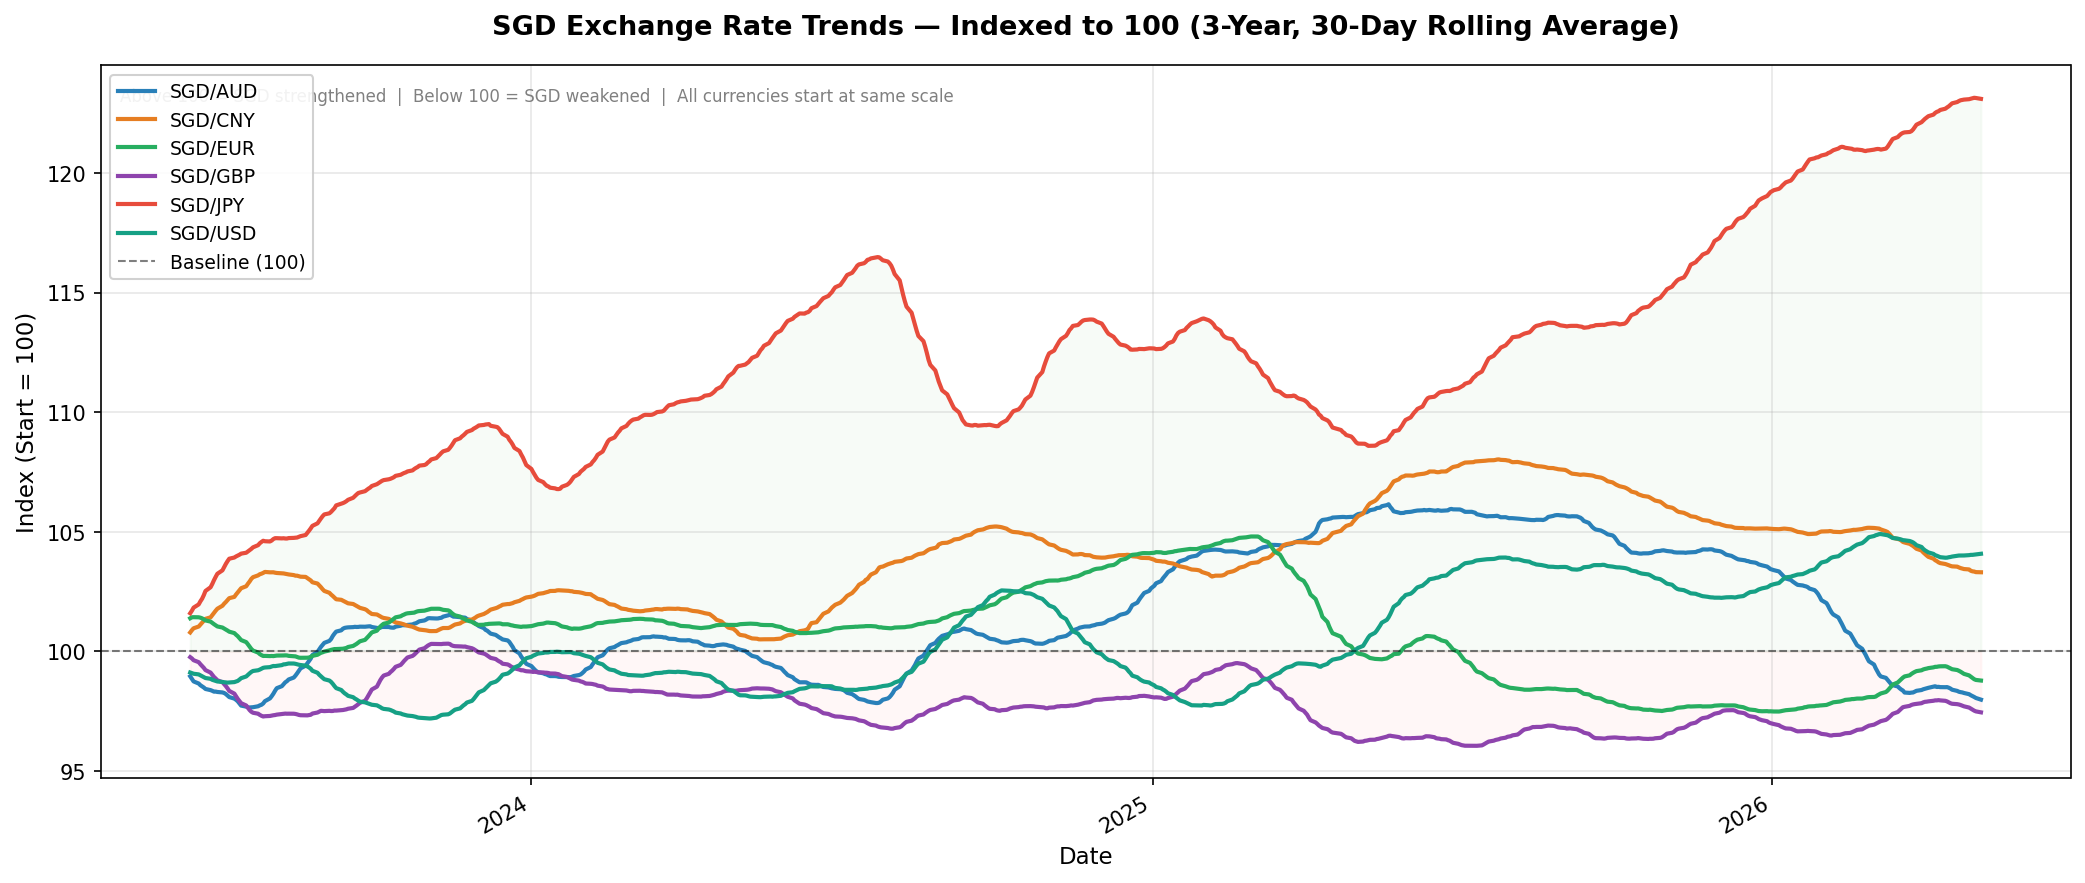 SGD Exchange Rate Trends — Indexed to 100 (3-Year, 30-Day Rolling Average)
SGD/AUD
SGD/CNY
SGD/EUR
SGD/GBP
SGD/JPY
SGD/USD
Baseline (100)
strengthened | Below 100 = SGD weakened | All currencies start at same scale
Index (Start = 100)
120
115
110
105
100
95
2024
2025
2026
Date